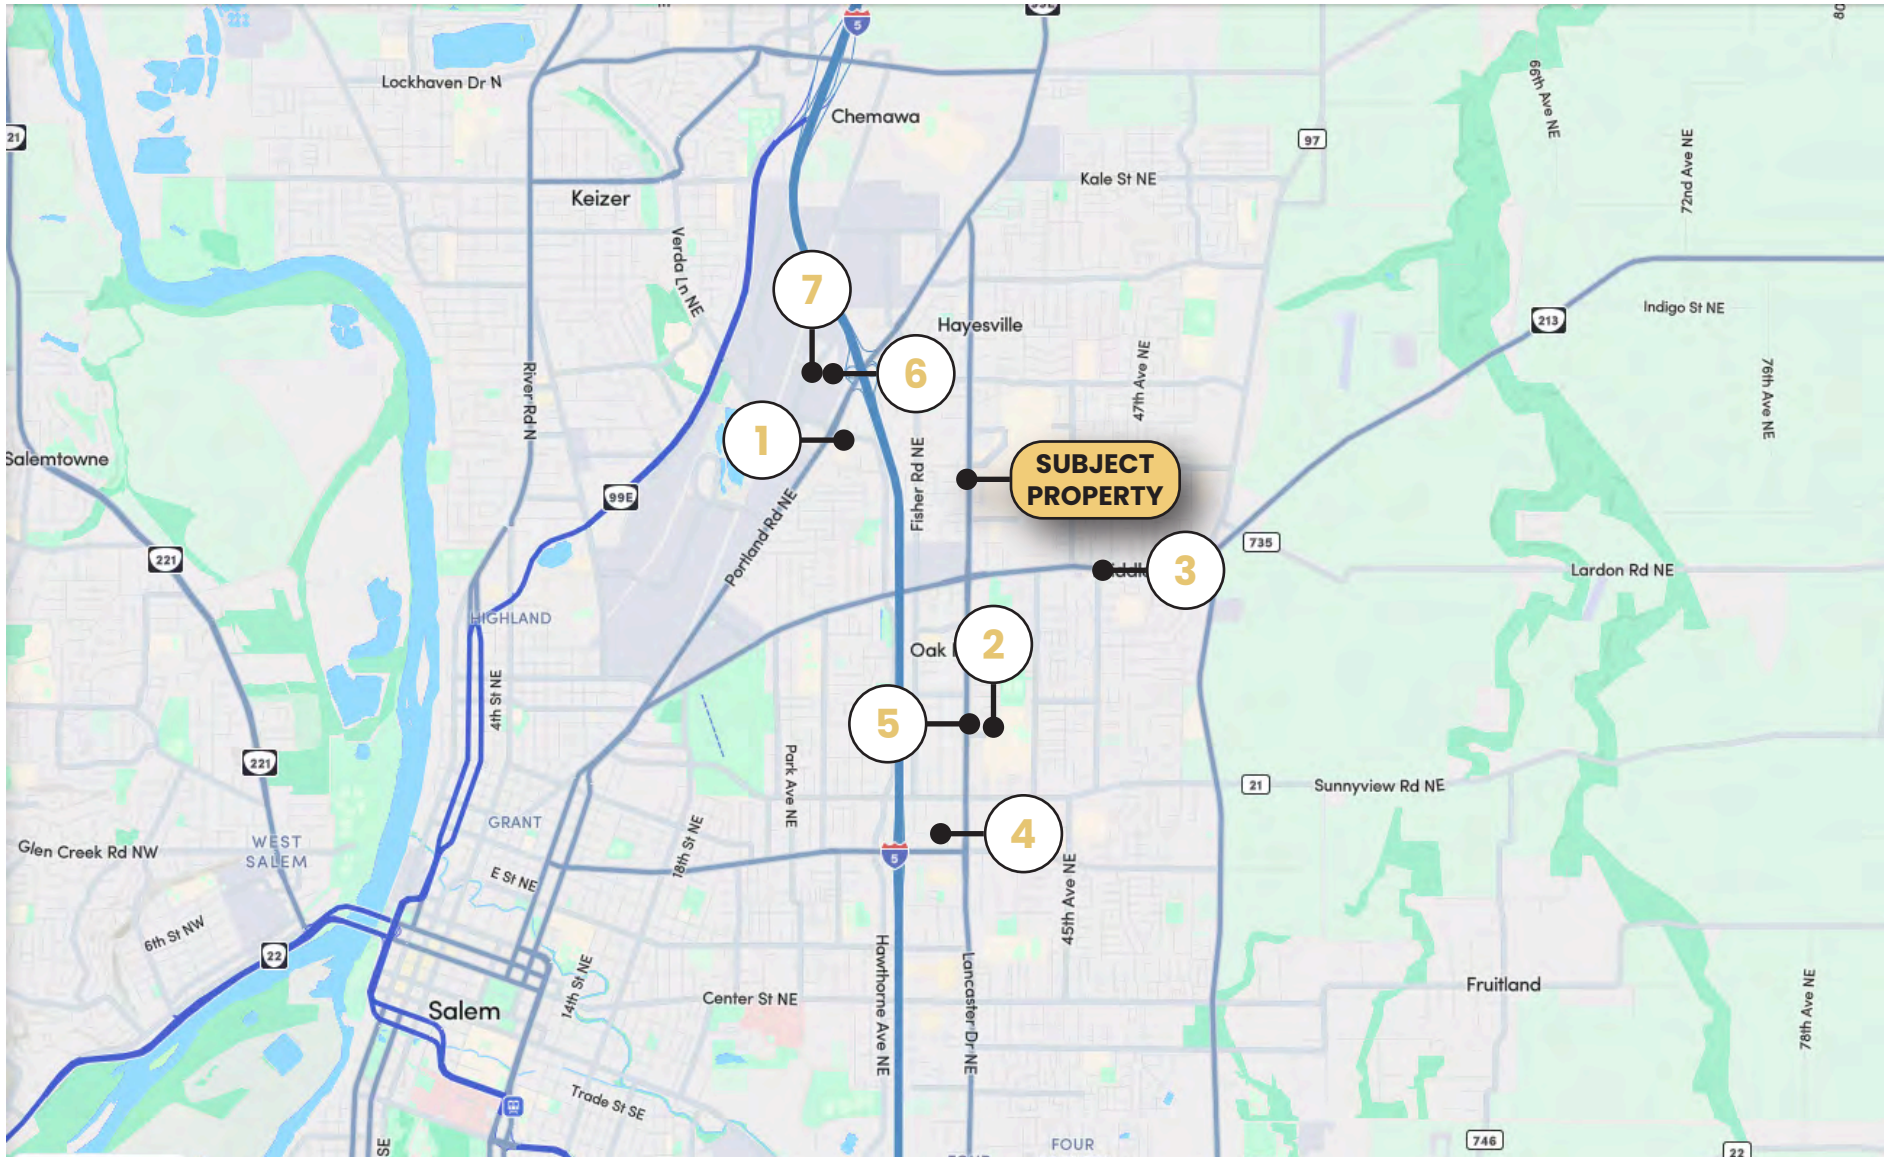 5
99E
Lockhaven Dr N
Chemawa
66th Ave NE
21
97
72nd Ave NE
Kale St NE
Keizer
Verda Ln NE
7
Indigo St NE
213
Hayesville
River Rd N
6
47th Ave NE
76th Ave NE
1
Salemtowne
Fisher Rd NE
SUBJECT
PROPERTY
99E
Portland Rd NE
735
221
3
Lardon Rd NE
HIGHLAND
2
Oak
4th St NE
5
221
Park Ave NE
21
Sunnyview Rd NE
GRANT
4
18th St NE
WEST
SALEM
Glen Creek Rd NW
5
E St NE
45th Ave NE
6th St NW
22
Hawthorne Ave NE
Lancaster Dr NE
14th St NE
Center St NE
Fruitland
78th Ave NE
Salem
Trade St SE
SE
FOUR
746
22